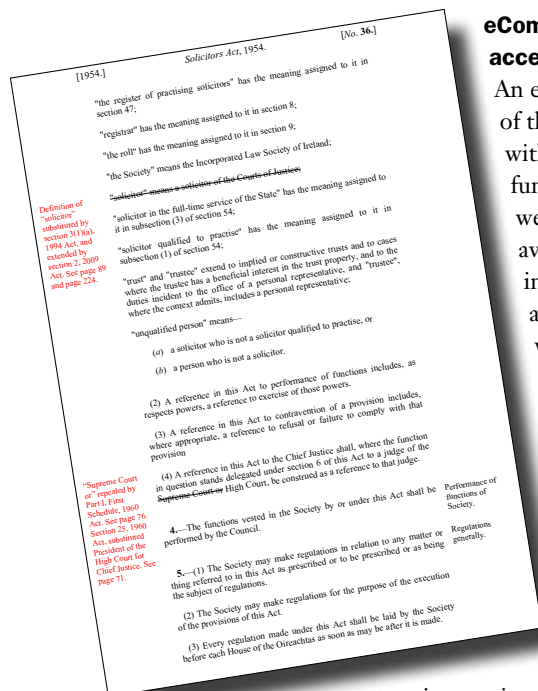 [1954.]
Solicitors Act, 1954.
[No. 36.]
"the register of practising solicitors" has the meaning assigned to it in
section 47;
"registrar" has the meaning assigned to it in section 8;
"the roll" has the meaning assigned to it in section 9;
"the Society" means the Incorporated Law Society of Ireland;
"solicitor" means a solicitor of the Courts of Justice;
Definition of
"solicitor"
substituted by
section 3(1)(a),
1994 Act, and
extended by
section 2, 2009
Act. See page 89
and page 224.
"solicitor in the full-time service of the State" has the meaning assigned to
it in subsection (3) of section 54;
"solicitor qualified to practise" has the meaning assigned to it in
subsection (1) of section 54;
"trust" and "trustee" extend to implied or constructive trusts and to cases
where the trustee has a beneficial interest in the trust property, and to the
duties incident to the office of a personal representative, and "trustee",
where the context admits, includes a personal representative;
"unqualified person" means—
(a) a solicitor who is not a solicitor qualified to practise, or
(b) a person who is not a solicitor.
(2) A reference in this Act to performance of functions includes, as
respects powers, a reference to exercise of those powers.
(3) A reference in this Act to contravention of a provision includes,
where appropriate, a reference to refusal or failure to comply with that
provision
(4) A reference in this Act to the Chief Justice shall, where the function
in question stands delegated under section 6 of this Act to a judge of the
Supreme Court or High Court, be construed as a reference to that judge.
"Supreme Court
or" repealed by
Part I, First
Schedule, 1960
Act. See page 76.
Section 25, 1960
Act, substituted
President of the
High Court for
Chief Justice. See
page 71.
4.—The functions vested in the Society by or under this Act shall be
performed by the Council.
Performance of
functions of
Society.
5.—(1) The Society may make regulations in relation to any matter or
thing referred to in this Act as prescribed or to be prescribed or as being
the subject of regulations.
Regulations
generally.
(2) The Society may make regulations for the purpose of the execution
of the provisions of this Act.
(3) Every regulation made under this Act shall be laid by the Society
before each House of the Oireachtas as soon as may be after it is made.
eCom
acce
An e
of th
with
fun
we
av
in
a